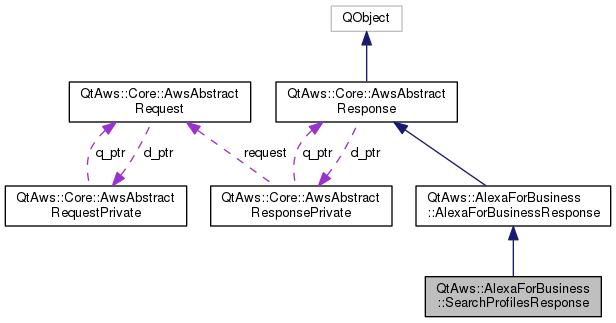 QObject
QtAws::Core::AwsAbstract
Request
QtAws::Core::AwsAbstract
Response
q_ptr
d_ptr
request
q_ptr
d_ptr
QtAws::Core::AwsAbstract
RequestPrivate
QtAws::Core::AwsAbstract
ResponsePrivate
QtAws::AlexaForBusiness
::AlexaForBusinessResponse
QtAws::AlexaForBusiness
::SearchProfilesResponse